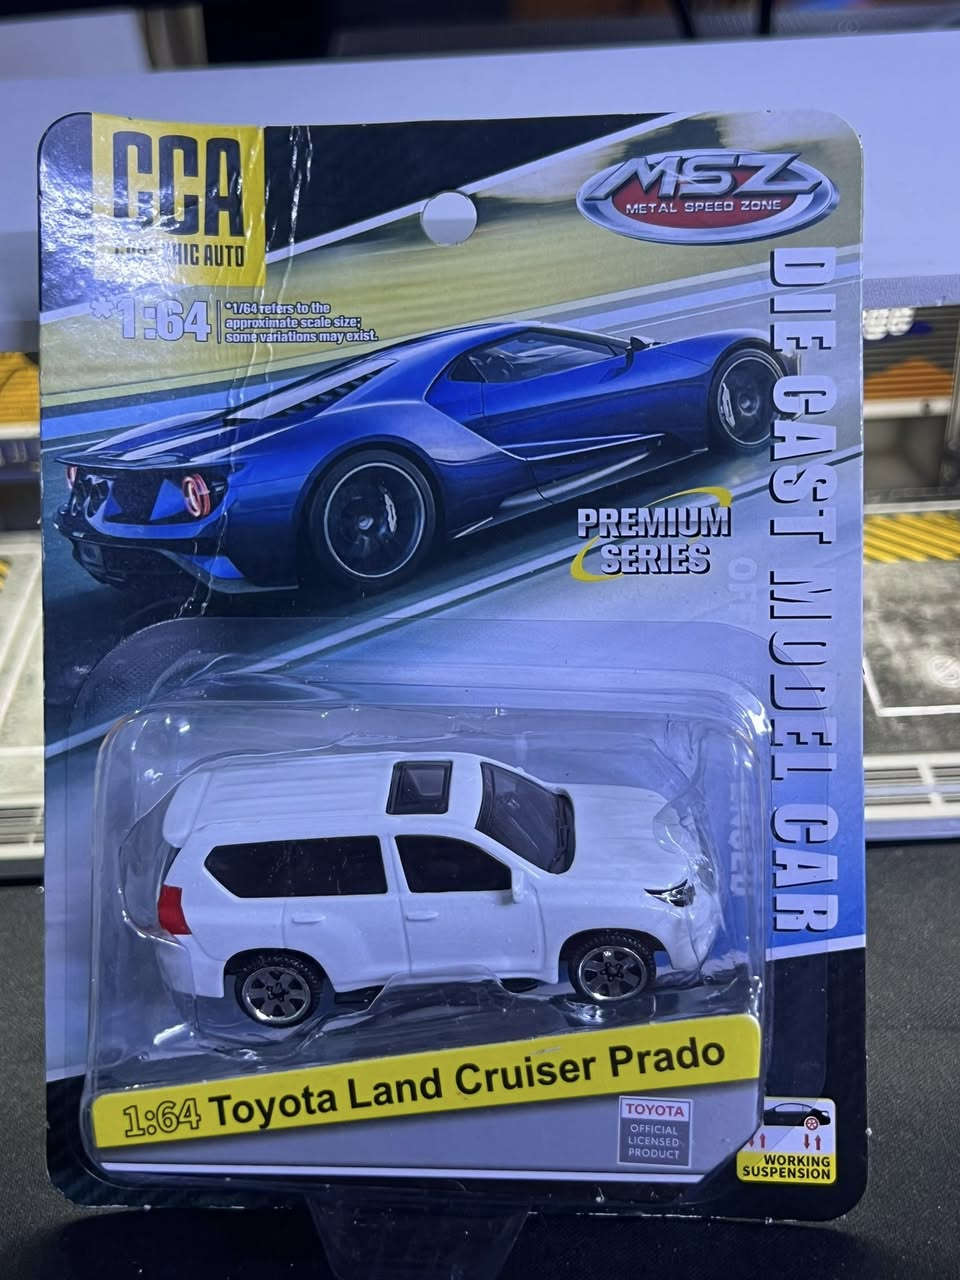 CCA
AUTO
MSZ
METAL SPEED ZONE
*1:64
*1/64 refers to the
approximate scale size;
some variations may exist.
DIE CAST MODEL CAR
PREMIUM
SERIES
1:64 Toyota Land Cruiser Prado
TOYOTA
OFFICIAL
LICENSED
PRODUCT
WORKING
SUSPENSION